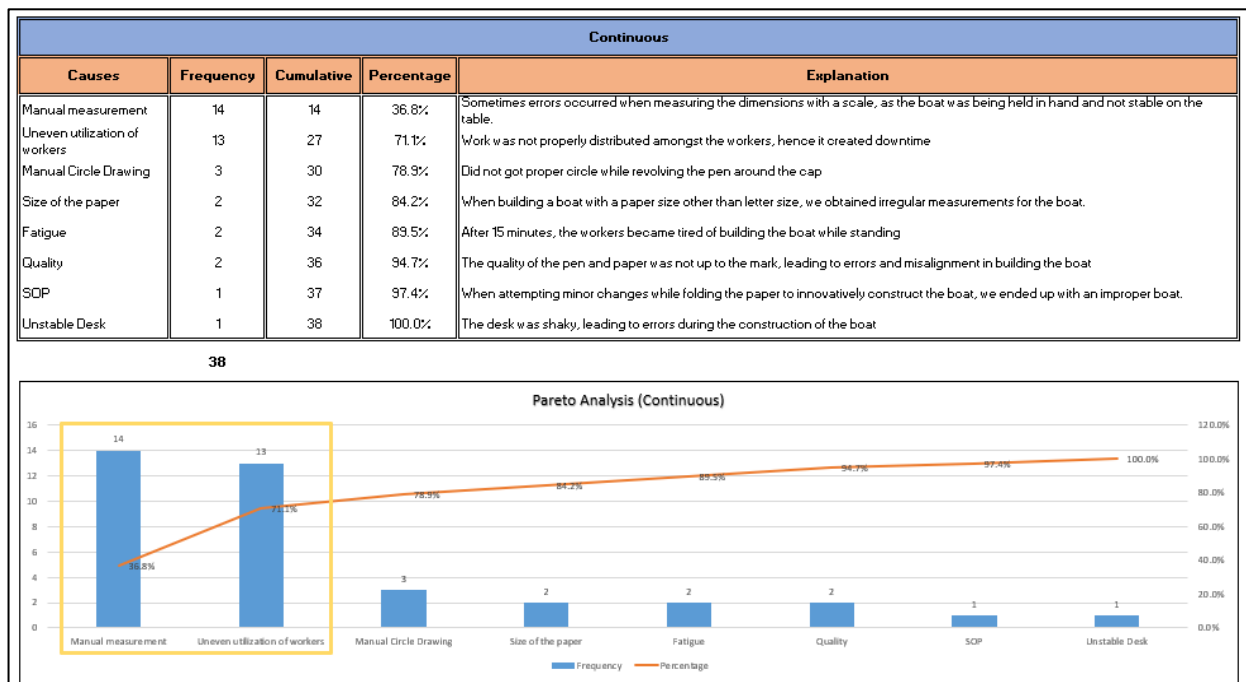 Continuous
Causes Frequency Cumulative Percentage Explanation
Manual measurement 14 14 36.8% Sometimes errors occurred when measuring the dimensions with a scale, as the boat was being held in hand and not stable on the
table.
Uneven utilization of
workers 13 27 71.1% Work was not properly distributed amongst the workers, hence it created downtime
Manual Circle Drawing 3 30 78.9% Did not got proper circle while revolving the pen around the cap
Size of the paper 2 32 84.2% When building a boat with a paper size other than letter size, we obtained irregular measurements for the boat.
Fatigue 2 34 89.5% After 15 minutes, the workers became tired of building the boat while standing
Quality 2 36 94.7% The quality of the pen and paper was not up to the mark, leading to errors and misalignment in building the boat
SOP 1 37 97.4% When attempting minor changes while folding the paper to innovatively construct the boat, we ended up with an improper boat.
Unstable Desk 1 38 100.0% The desk was shaky, leading to errors during the construction of the boat
38
Pareto Analysis (Continuous)
16 120.0%
14 14 100.0% 100.0%
13
12 97.4%
94.7%
89.5%
84.2%
10 78.9% 80.0%
71.1%
8 60.0%
6
36.8% 40.0%
4 3
2 2 2 2 20.0%
1 1
0 0.0%
Manual measurement Uneven utilization of workers Manual Circle Drawing Size of the paper Fatigue Quality SOP Unstable Desk
Frequency Percentage